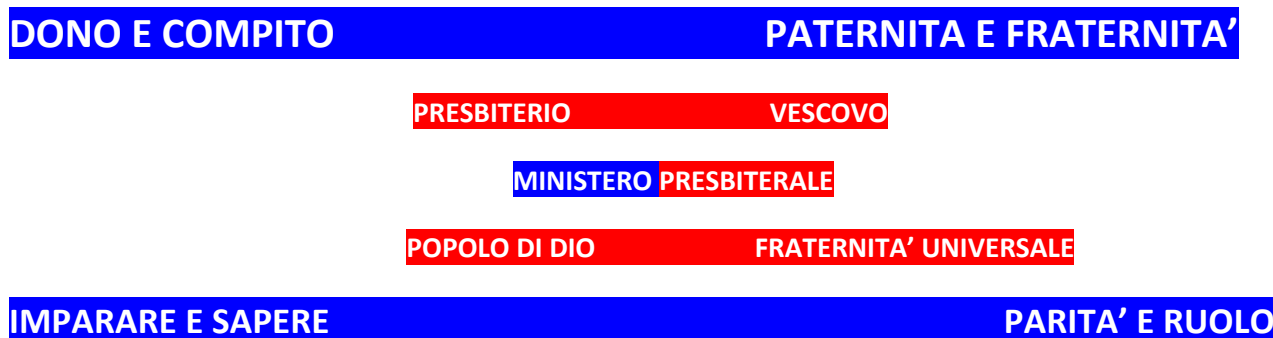 DONO E COMPITO PATERNITA E FRATERNITA’
PRESBITERIO VESCOVO
MINISTERO PRESBITERALE
POPOLO DI DIO FRATERNITA’ UNIVERSALE
IMPARARE E SAPERE PARITA’ E RUOLO